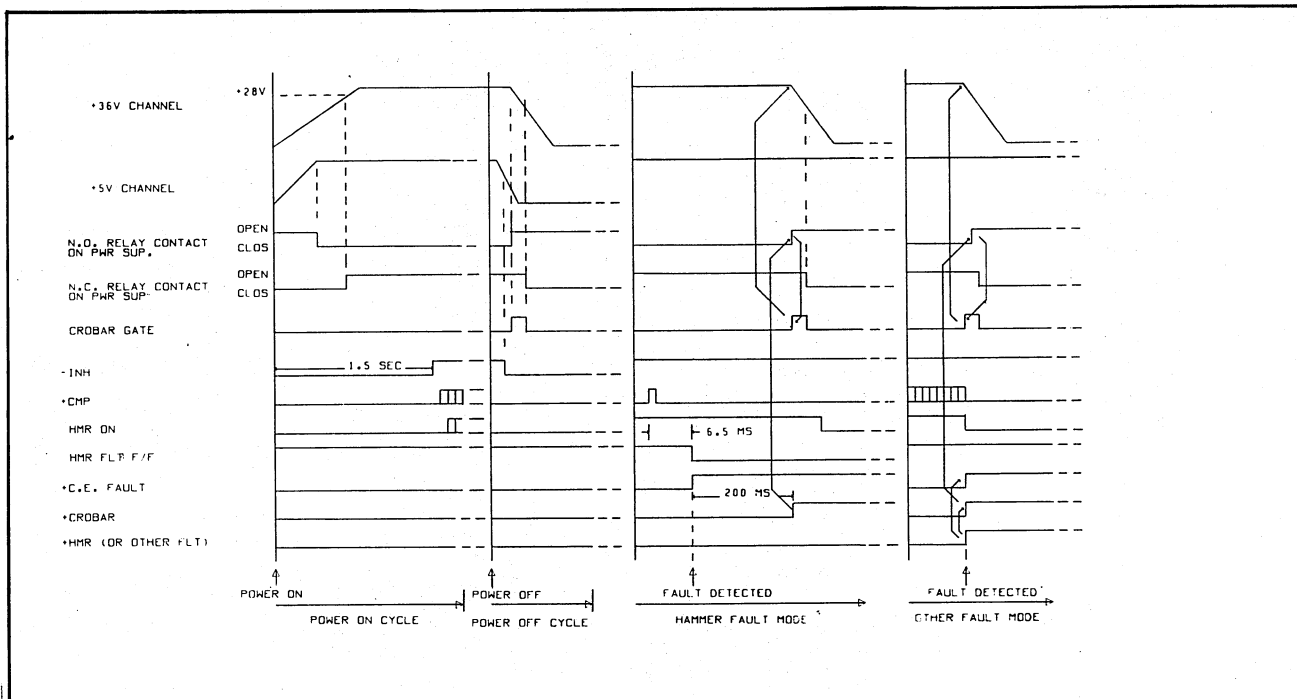 +36V CHANNEL
+28V
+5V CHANNEL
N.O. RELAY CONTACT
ON PWR SUP.
OPEN
CLOS
N.C. RELAY CONTACT
ON PWR SUP
OPEN
CLOS
CROBAR GATE
-INH
1.5 SEC
+CMP
HMR ON
6.5 MS
HMR FLT F/F
+C.E. FAULT
200 MS
+CROBAR
+HMR (OR OTHER FLT)
POWER ON
POWER ON CYCLE
POWER OFF
POWER OFF CYCLE
FAULT DETECTED
HAMMER FAULT MODE
FAULT DETECTED
OTHER FAULT MODE